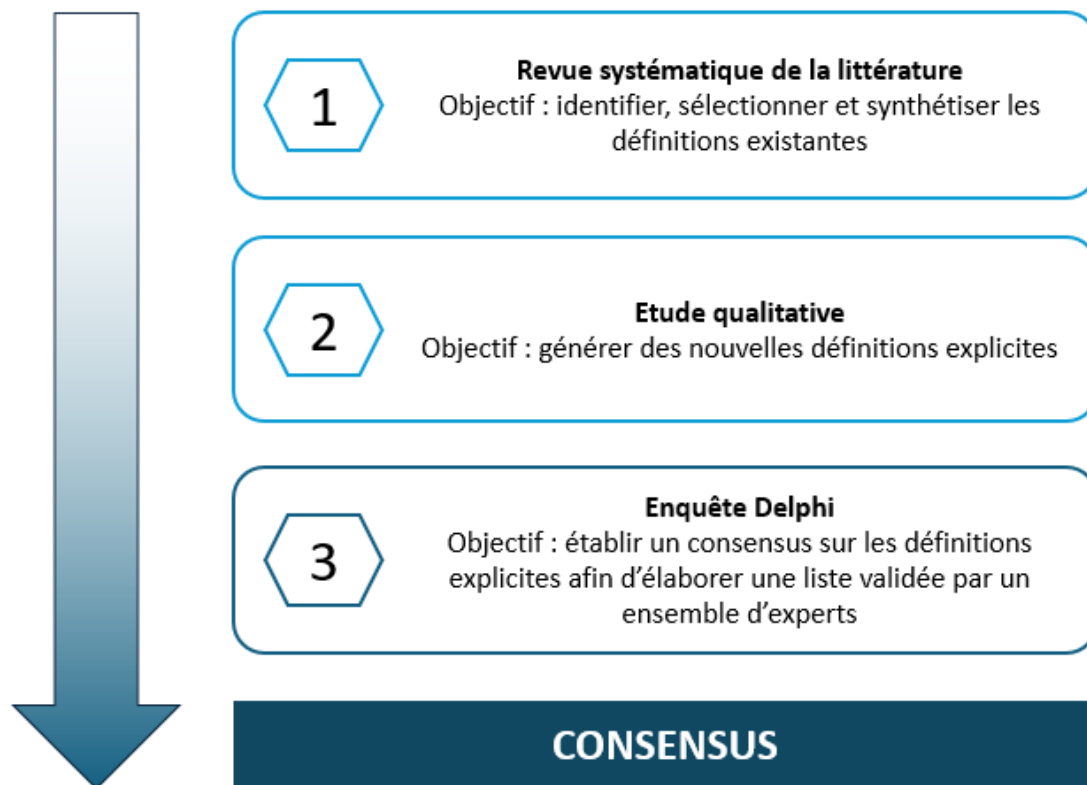 1
Revue systématique de la littérature
Objectif : identifier, sélectionner et synthétiser les
définitions existantes
2
Etude qualitative
Objectif : générer des nouvelles définitions explicites
3
Enquête Delphi
Objectif : établir un consensus sur les définitions
explicites afin d’élaborer une liste validée par un
ensemble d’experts
CONSENSUS